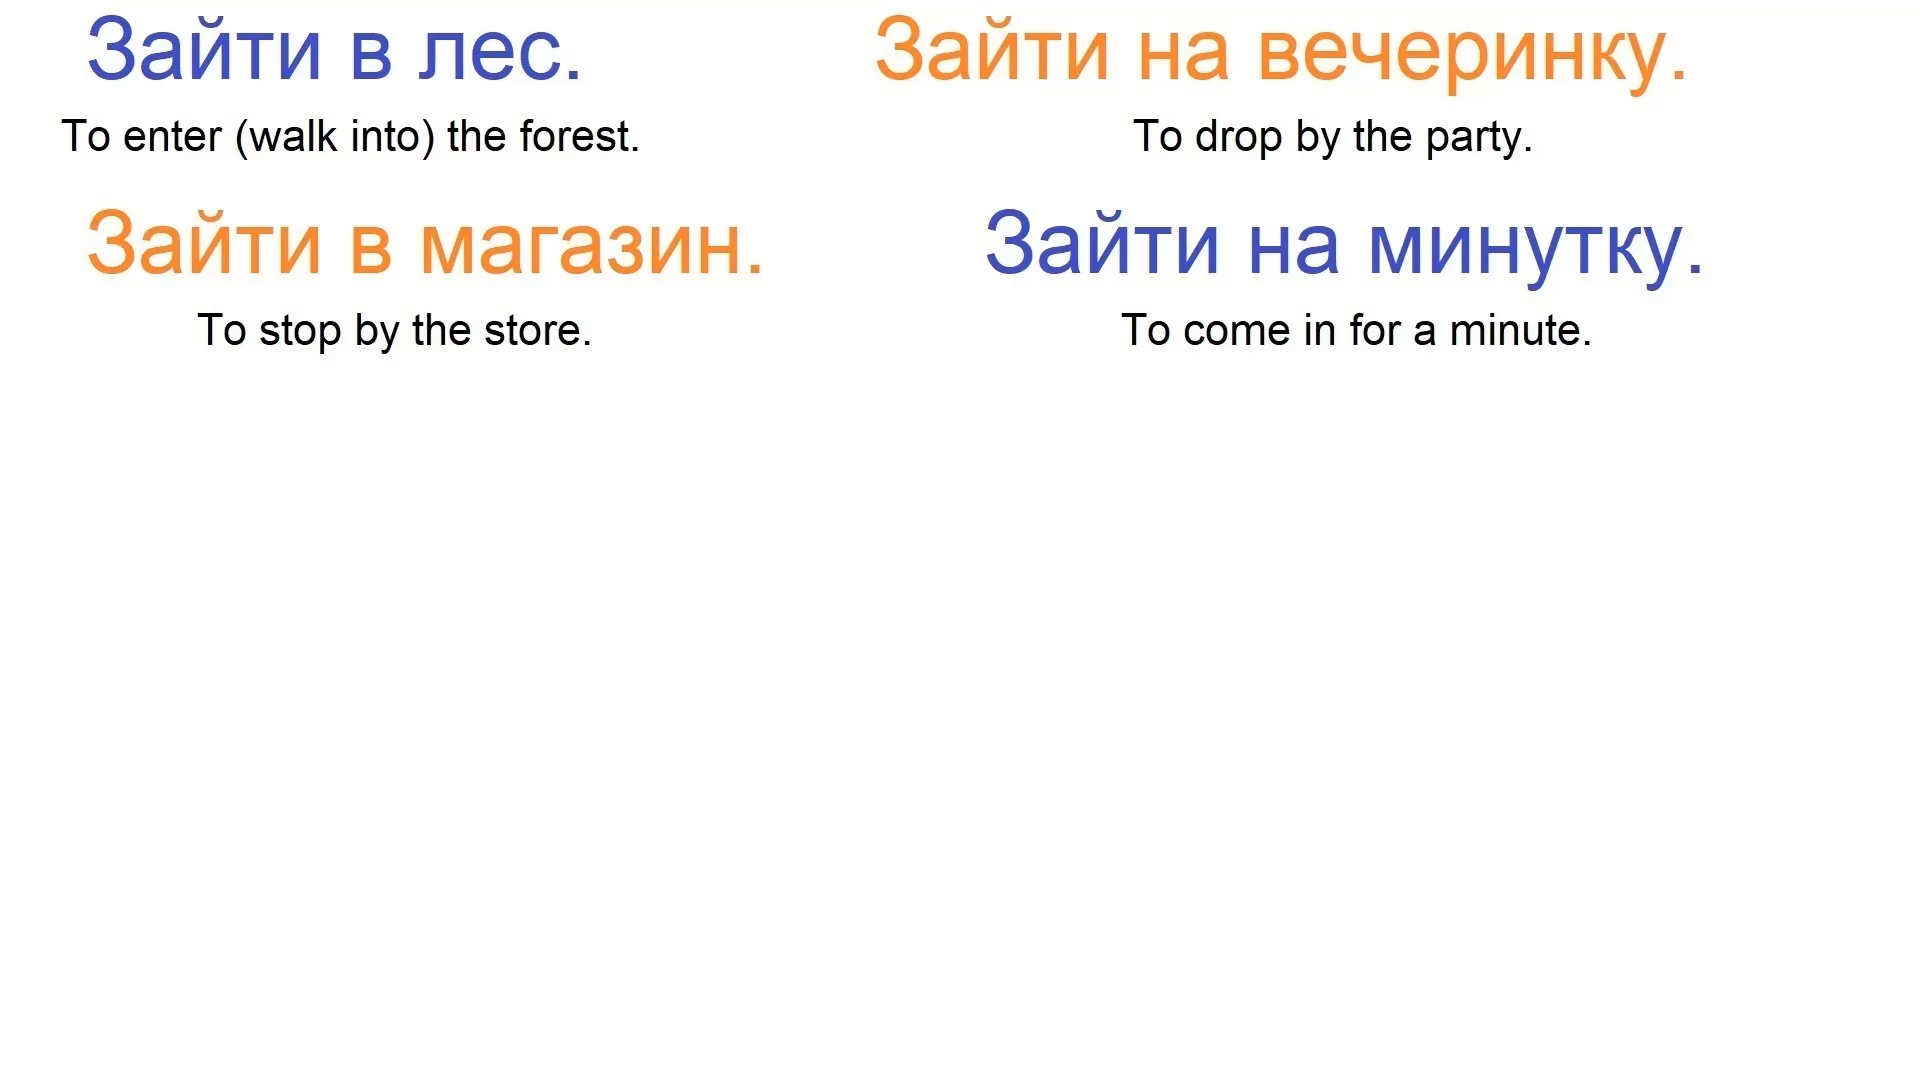 Зайти в лес.
To enter (walk into) the forest.
Зайти на вечеринку.
To drop by the party.
Зайти в магазин.
To stop by the store.
Зайти на минутку.
To come in for a minute.